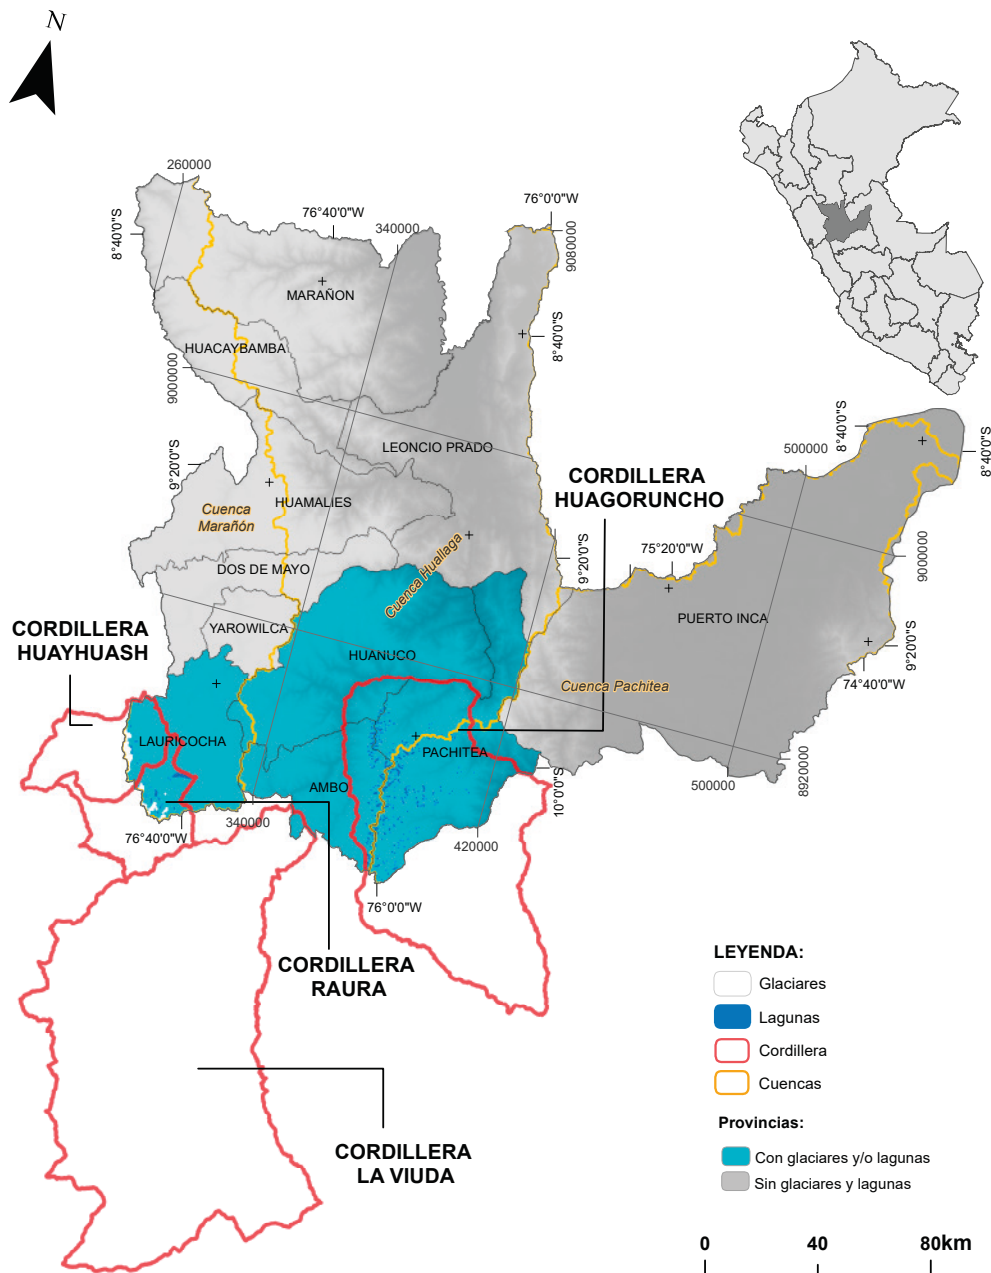 N
260000
76°40'0"W
340000
76°0'0"W
9080000
8°40'0"S
MARAÑON
8°40'0"S
HUACAYBAMBA
9000000
LEONCIO PRADO
8°40'0"S
500000
8°40'0"S
9°20'0"S
CORDILLERA
HUAGORUNCHO
HUAMALIES
Cuenca
Marañón
Cuenca Huallaga
9°20'0"S
75°20'0"W
9000000
DOS DE MAYO
PUERTO INCA
YAROWILCA
CORDILLERA
HUAYHUASH
HUANUCO
9°20'0"S
74°40'0"W
Cuenca Pachitea
LAURICOCHA
PACHITEA
AMBO
10°0'0"S
500000
8920000
76°40'0"W
340000
420000
76°0'0"W
CORDILLERA
RAURA
CORDILLERA
LA VIUDA
LEYENDA:
Glaciares
Lagunas
Cordillera
Cuencas
Provincias:
Con glaciares y/o lagunas
Sin glaciares y lagunas
0 40 80km